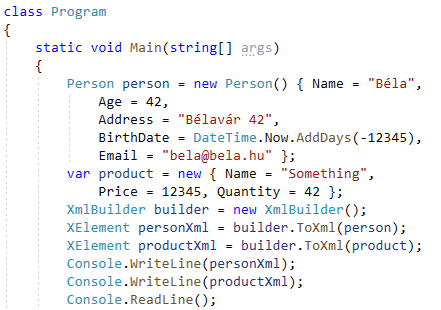 class Program
{
    static void Main(string[] args)
    {
        Person person = new Person() { Name = "Béla",
            Age = 42,
            Address = "Bélavár 42",
            BirthDate = DateTime.Now.AddDays(-12345),
            Email = "bela@bela.hu" };
        var product = new { Name = "Something",
            Price = 12345, Quantity = 42 };
        XmlBuilder builder = new XmlBuilder();
        XElement personXml = builder.ToXml(person);
        XElement productXml = builder.ToXml(product);
        Console.WriteLine(personXml);
        Console.WriteLine(productXml);
        Console.ReadLine();